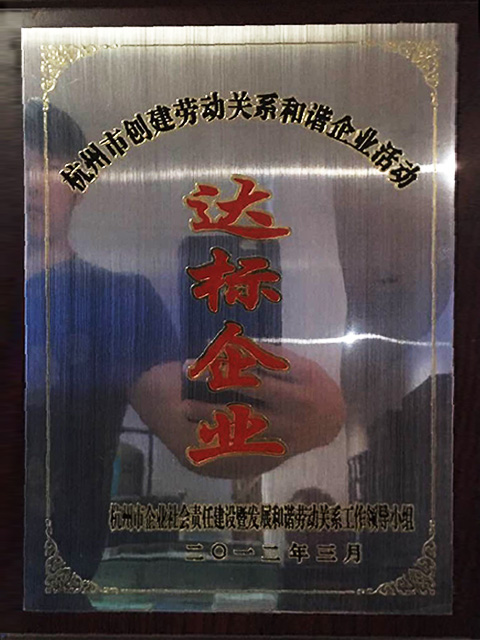 杭州市创建劳动关系和谐企业活动
达标企业
杭州市企业社会责任建设暨发展和谐劳动关系工作领导小组
二〇一二年三月